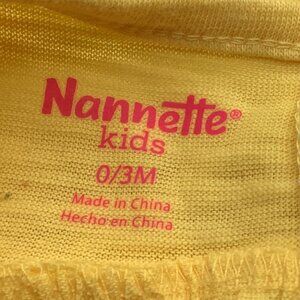 Nannette®
kids
0/3M
Made in China
Hecho en China